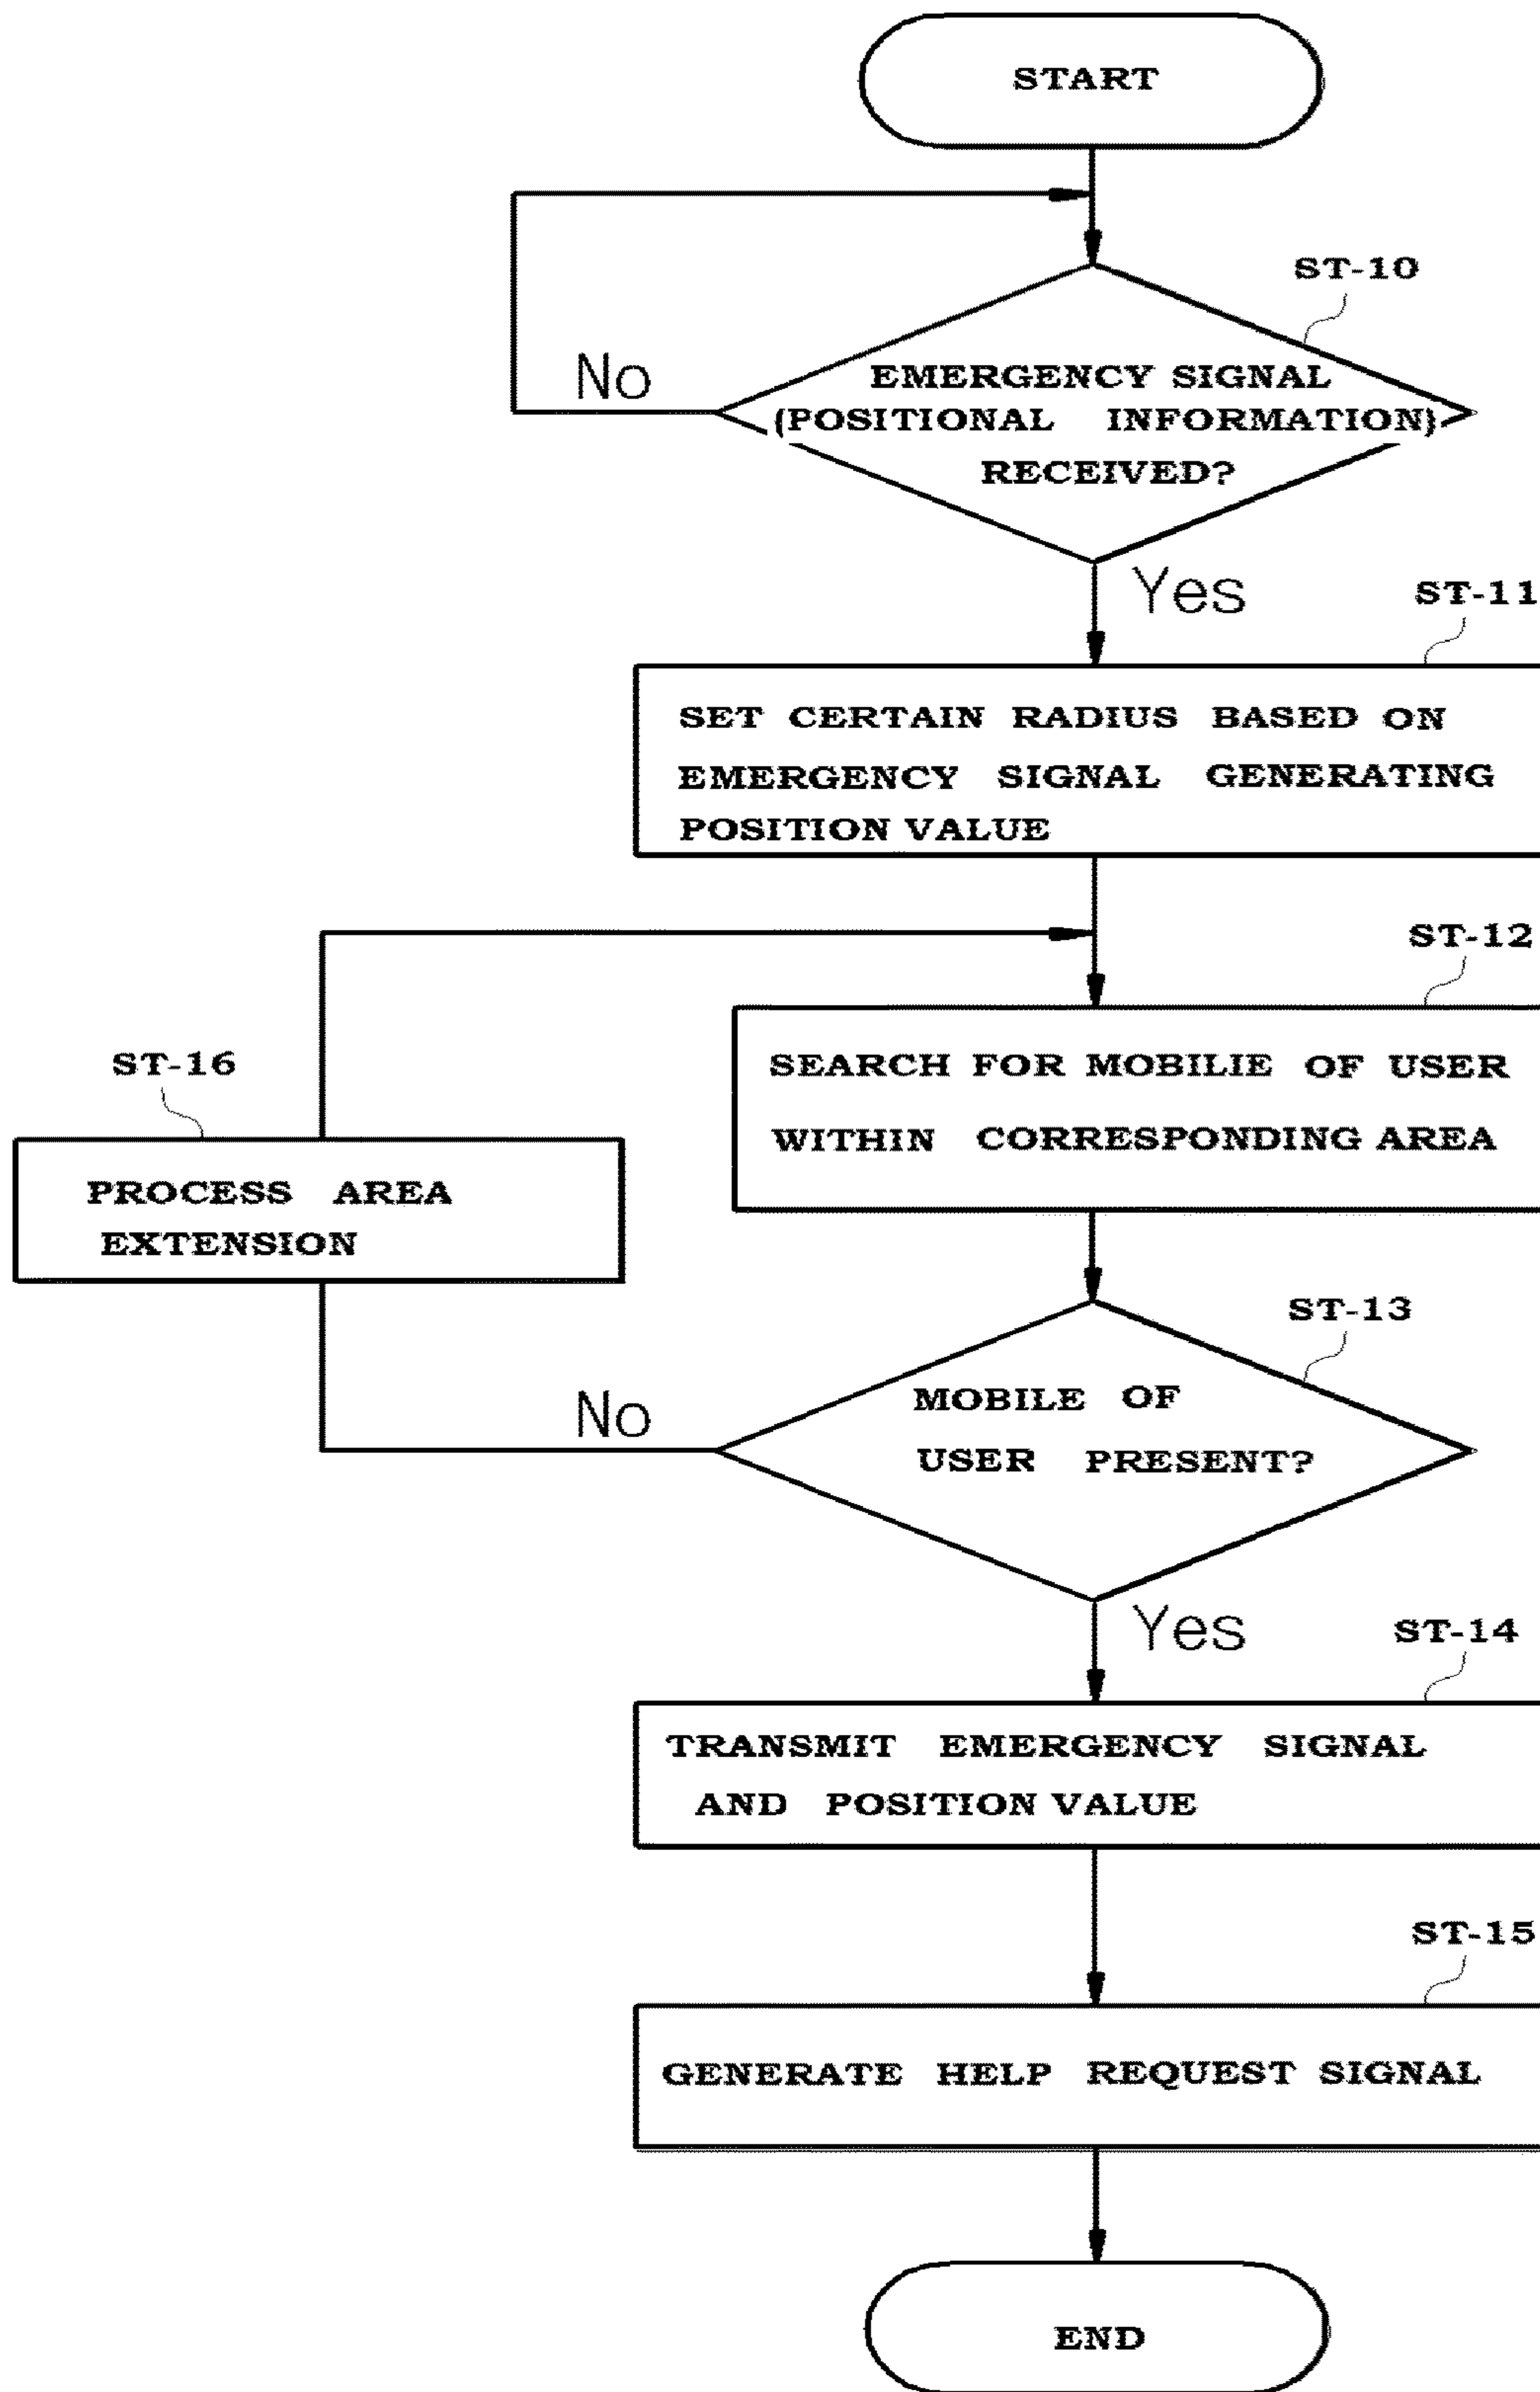 START
ST-10
No
EMERGENCY SIGNAL
(POSITIONAL INFORMATION)
RECEIVED?
Yes
ST-11
SET CERTAIN RADIUS BASED ON
EMERGENCY SIGNAL GENERATING
POSITION VALUE
ST-12
SEARCH FOR MOBILIE OF USER
WITHIN CORRESPONDING AREA
ST-16
PROCESS AREA
EXTENSION
ST-13
No
MOBILE OF
USER PRESENT?
Yes
ST-14
TRANSMIT EMERGENCY SIGNAL
AND POSITION VALUE
ST-15
GENERATE HELP REQUEST SIGNAL
END